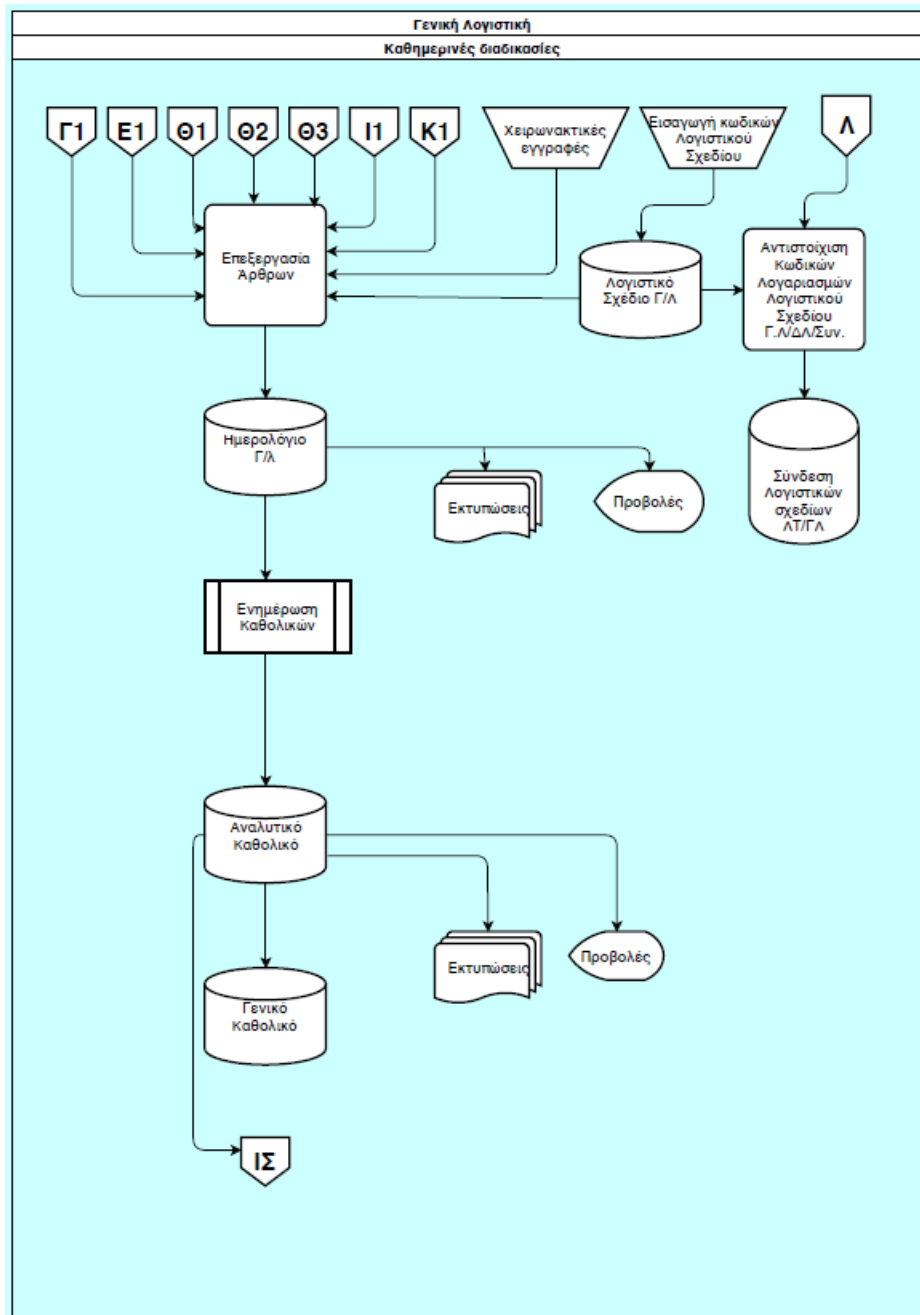 Γενική Λογιστική
Καθημερινές διαδικασίες
Γ1
Ε1
Θ1
Θ2
Θ3
Ι1
Κ1
Χειρωνακτικές
εγγραφές
Εισαγωγή κωδικών
Λογιστικού
Σχεδίου
Λ
Επεξεργασία
Άρθρων
Λογιστικό
Σχέδιο Γ/Λ
Αντιστοίχιση
Κωδικών
Λογαριασμών
Λογιστικού
Σχεδίου
Γ.Λ/ΔΛ/Συν.
Ημερολόγιο
Γ/λ
Εκτυπώσεις
Προβολές
Σύνδεση
Λογιστικών
σχεδίων
ΛΤ/ΓΛ
Ενημέρωση
Καθολικών
Αναλυτικό
Καθολικό
Εκτυπώσεις
Προβολές
Γενικό
Καθολικό
ΙΣ